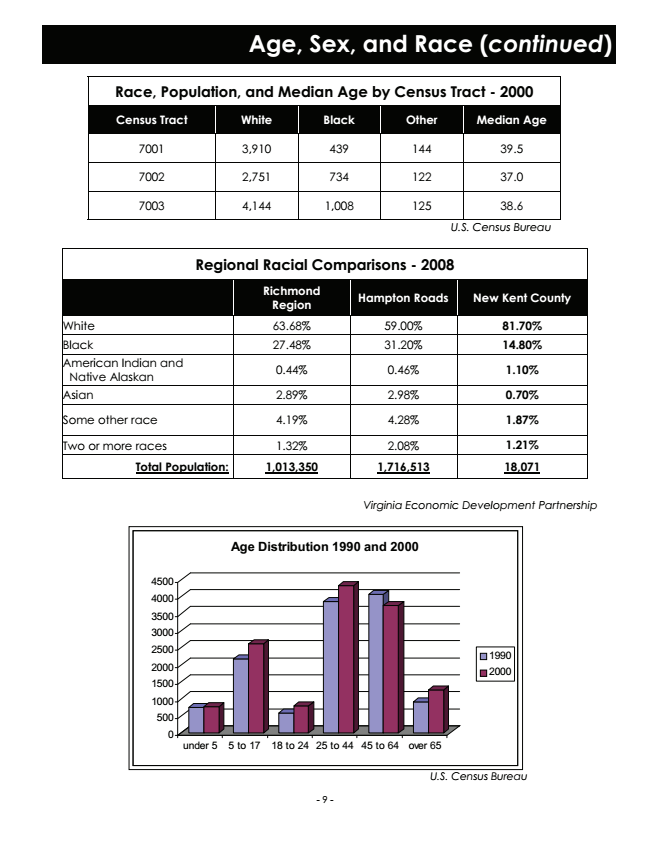 Age, Sex, and Race (continued)
Race, Population, and Median Age by Census Tract - 2000
Census Tract White Black Other Median Age
7001 3,910 439 144 39.5
7002 2,751 734 122 37.0
7003 4,144 1,008 125 38.6
U.S. Census Bureau
Regional Racial Comparisons - 2008
Richmond
Region Hampton Roads New Kent County
White 63.68% 59.00% 81.70%
Black 27.48% 31.20% 14.80%
American Indian and
Native Alaskan 0.44% 0.46% 1.10%
Asian 2.89% 2.98% 0.70%
Some other race 4.19% 4.28% 1.87%
Two or more races 1.32% 2.08% 1.21%
Total Population: 1,013,350 1,716,513 18,071
Virginia Economic Development Partnership
Age Distribution 1990 and 2000
4500
4000
3500
3000
2500
2000
1500
1000
500
0
under 5 5 to 17 18 to 24 25 to 44 45 to 64 over 65
1990
2000
U.S. Census Bureau
- 9 -